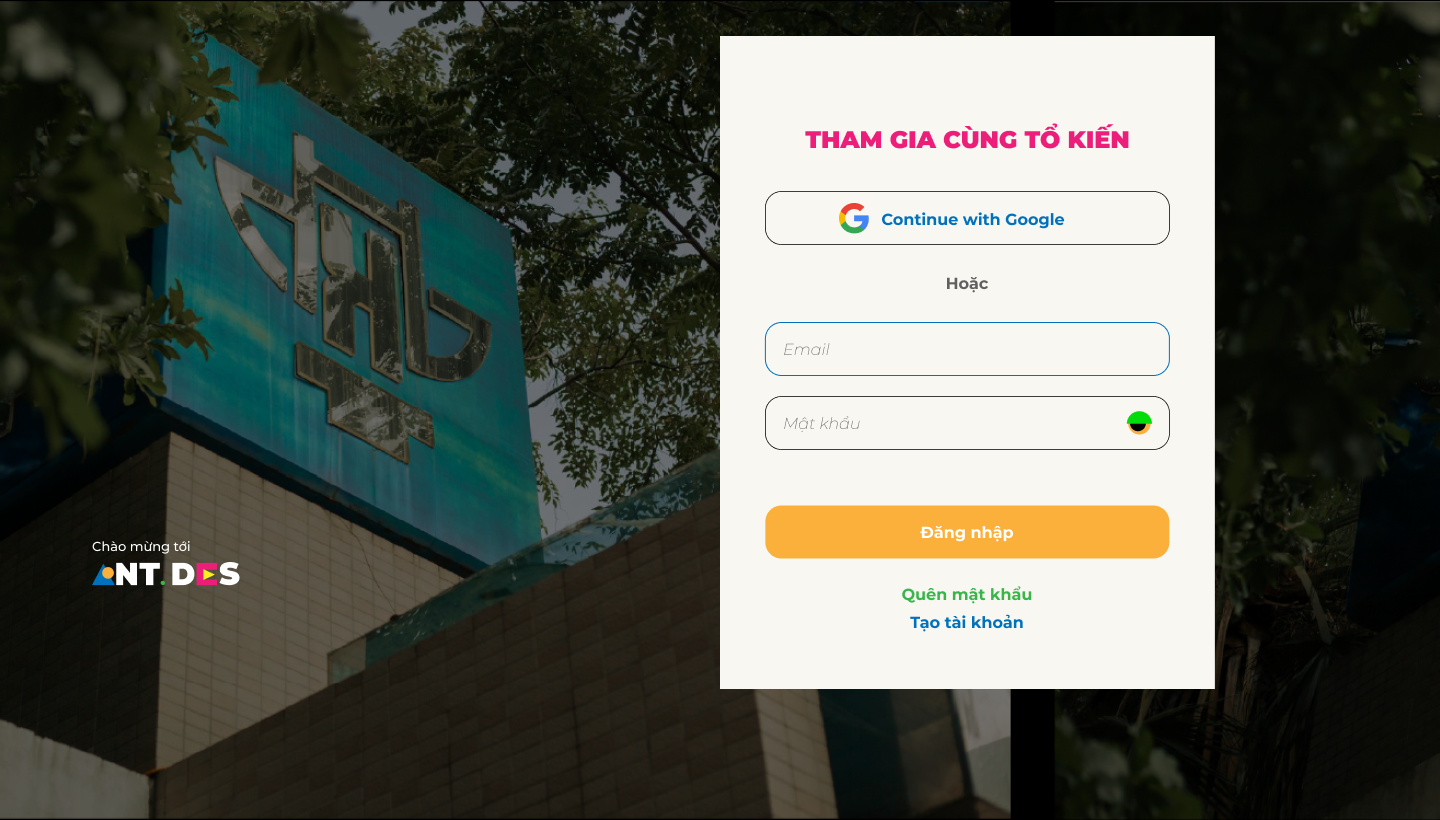 THAM GIA CÙNG TỔ KIẾN
Continue with Google
Hoặc
Email
Mật khẩu
Đăng nhập
Quên mật khẩu
Tạo tài khoản
Chào mừng tới
ANT.DES